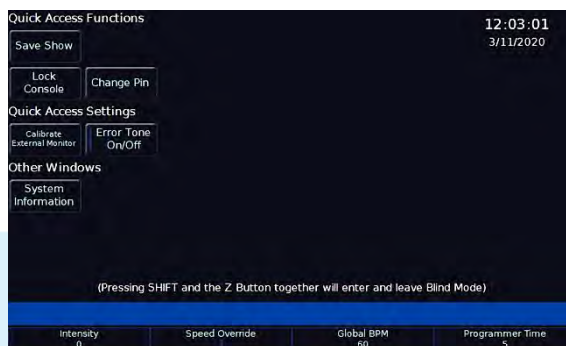 Quick Access Functions
12:03:01
3/11/2020
Save Show
Lock
Console
Change Pin
Quick Access Settings
Calibrate
External Monitor
Error Tone
On/Off
Other Windows
System
Information
(Pressing SHIFT and the Z Button together will enter and leave Blind Mode)
Intensity
0
Speed Override
Global BPM
60
Programmer Time
5